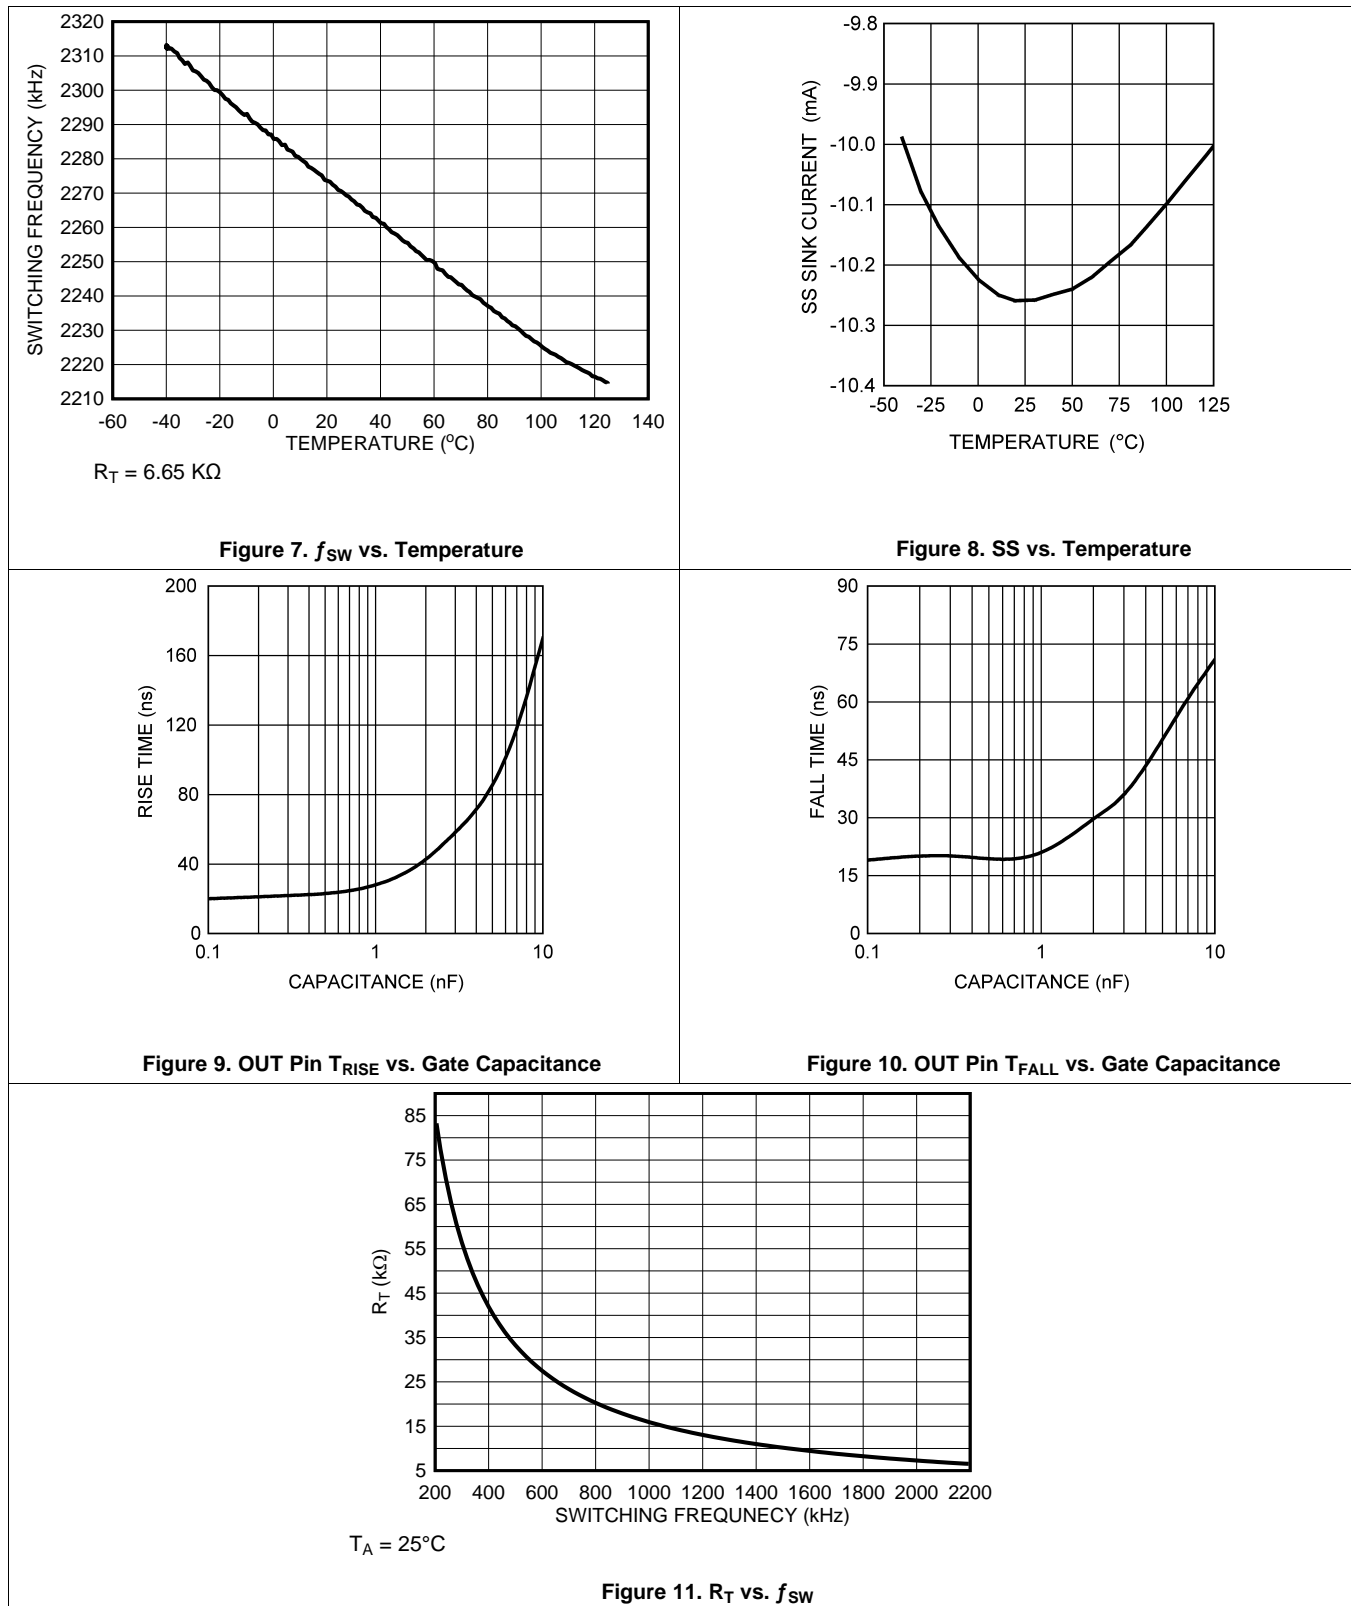 2320
2310
2300
2290
2280
2270
2260
2250
2240
2230
2220
2210
SWITCHING FREQUENCY (kHz)
-60 -40 -20 0 20 40 60 80 100 120 140
TEMPERATURE (°C)
R_T = 6.65 KΩ
Figure 7. ƒ_SW vs. Temperature
-9.8
-9.9
-10.0
-10.1
-10.2
-10.3
-10.4
SS SINK CURRENT (mA)
-50 -25 0 25 50 75 100 125
TEMPERATURE (°C)
Figure 8. SS vs. Temperature
200
160
120
80
40
0
RISE TIME (ns)
0.1 1 10
CAPACITANCE (nF)
Figure 9. OUT Pin T_RISE vs. Gate Capacitance
90
75
60
45
30
15
0
FALL TIME (ns)
0.1 1 10
CAPACITANCE (nF)
Figure 10. OUT Pin T_FALL vs. Gate Capacitance
85
75
65
55
45
35
25
15
5
R_T (kΩ)
200 400 600 800 1000 1200 1400 1600 1800 2000 2200
SWITCHING FREQUNECY (kHz)
T_A = 25°C
Figure 11. R_T vs. ƒ_SW